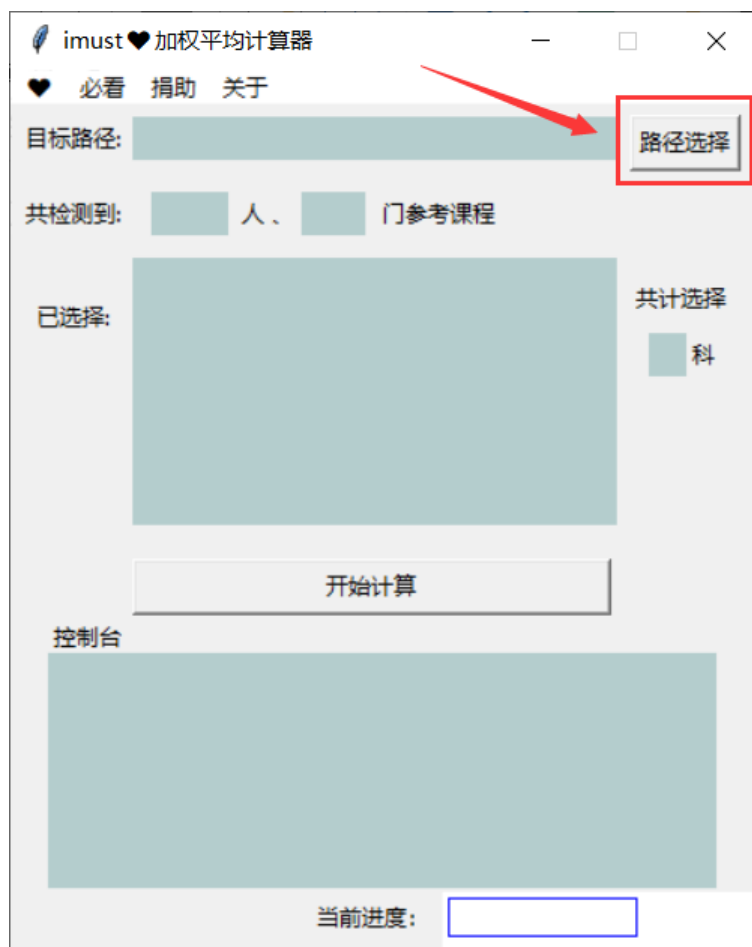 imust♥加权平均计算器
♥ 必看 捐助 关于
目标路径: 路径选择
共检测到: 人 、 门参考课程
共计选择
已选择:
科
开始计算
控制台
当前进度: